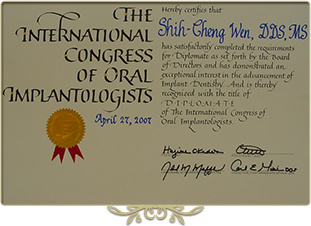 THE
INTERNATIONAL
CONGRESS
OF ORAL
IMPLANTOLOGISTS
April 27, 2007
Hereby certifies that
Shih-Cheng Wen, DDS, MS
has satisfactorily completed the requirements
for Diplomate as set forth by the Board
of Directors and has demonstrated an
exceptional interest in the advancement of
Implant Dentistry. And is hereby
recognized with the title of
DIPLOMATE
of The International Congress of
Oral Implantologists.